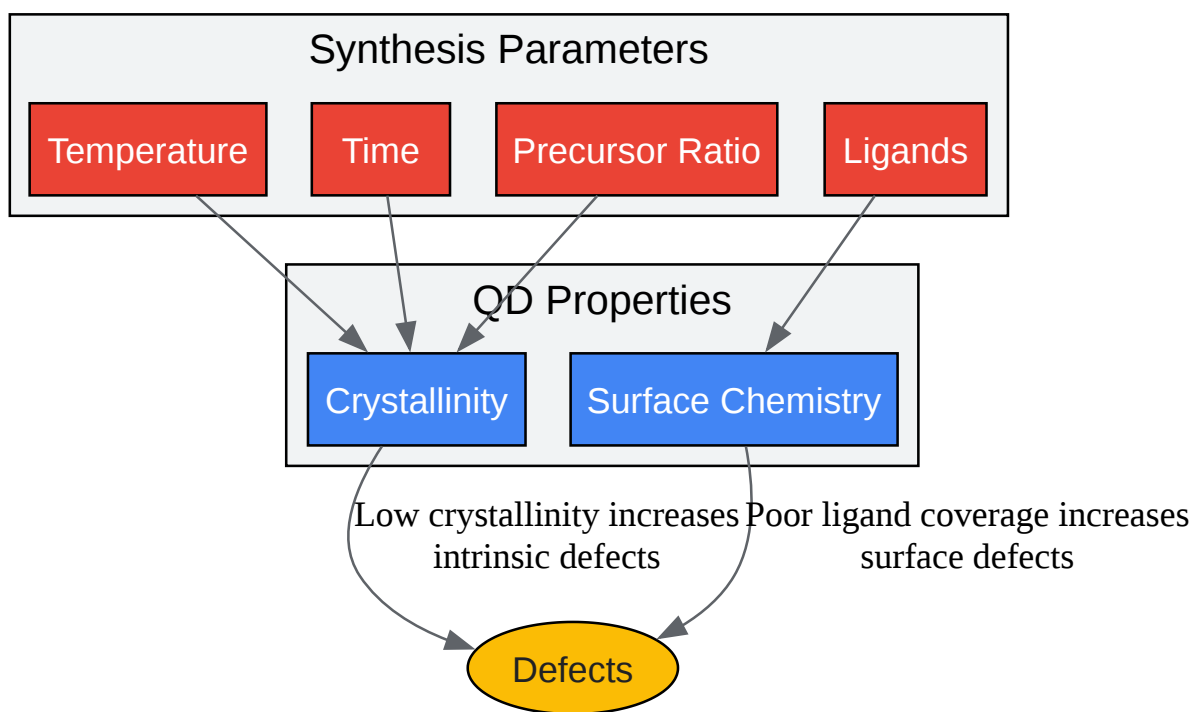 Synthesis Parameters
Temperature
Time
Precursor Ratio
Ligands
QD Properties
Crystallinity
Surface Chemistry
Low crystallinity increases
intrinsic defects
Poor ligand coverage increases
surface defects
Defects